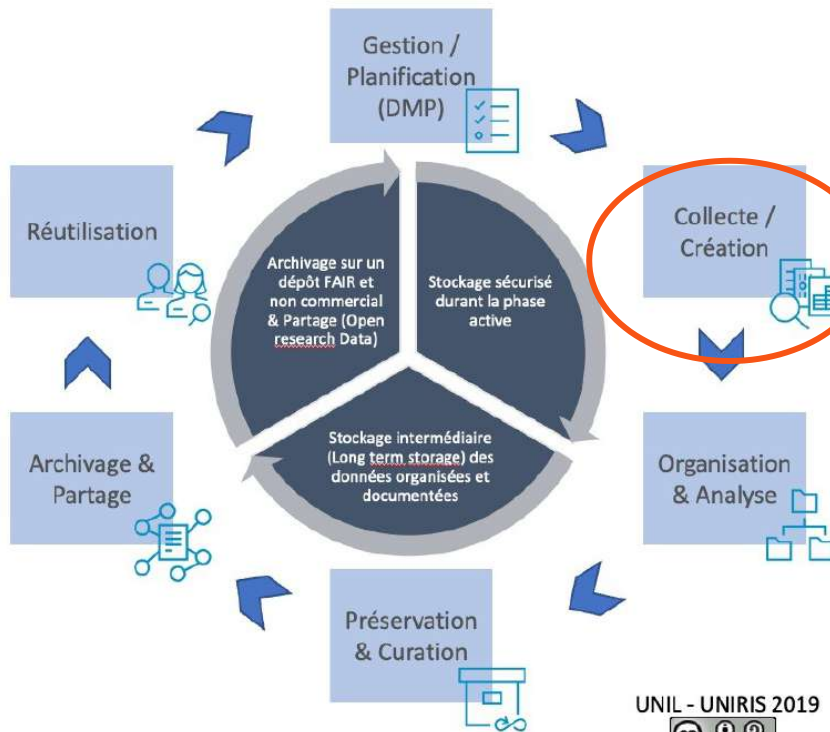 Gestion /
Planification
(DMP)
Collecte /
Création
Organisation
& Analyse
Préservation
& Curation
Archivage &
Partage
Réutilisation
Archivage sur un
dépôt FAIR et
non commercial
& Partage (Open
research Data)
Stockage sécurisé
durant la phase
active
Stockage intermédiaire
(Long term storage) des
données organisées et
documentées
UNIL - UNIRIS 2019
cc